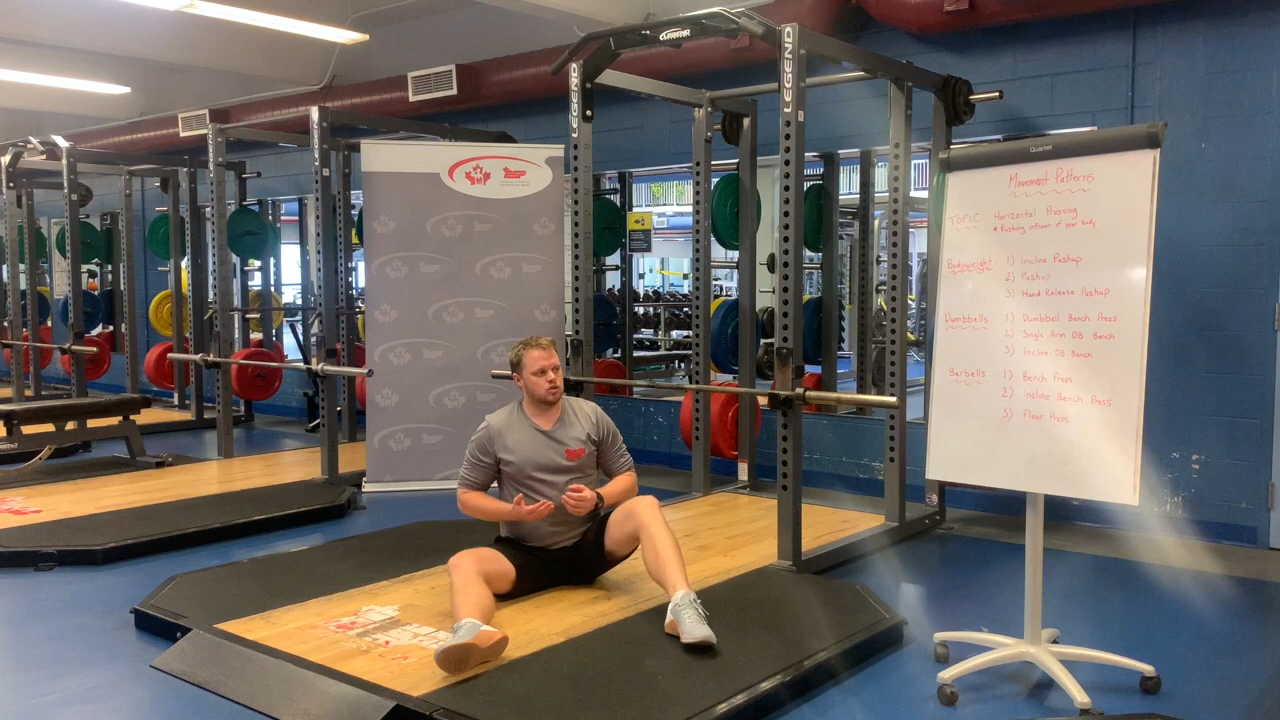 LEGEND
LEGEND
LEGEND
Quartet
Movement Patterns
TOPIC: Horizontal Pressing
* Pushing infront of your body
Bodyweight: 1) Incline Pushup
2) Pushup
3) Hand Release Pushup
Dumbbells 1) Dumbbell Bench Press
2) Single Arm DB Bench
3) Incline DB Bench
Barbells 1) Bench Press
2) Incline Bench Press
3) Floor Press